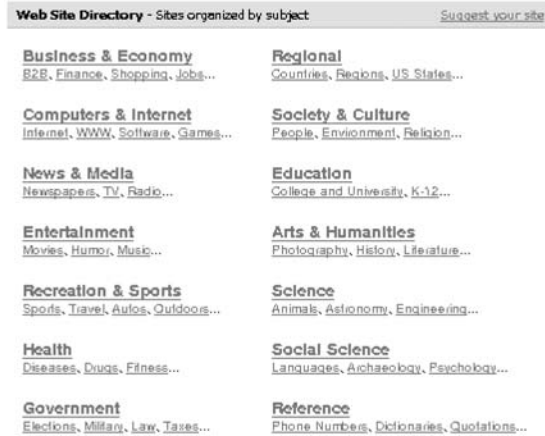 Web Site Directory - Sites organized by subject Suggest your site
Business & Economy
B2B, Finance, Shopping, Jobs...
Regional
Countries, Regions, US States...
Computers & Internet
Internet, WWW, Software, Games...
Society & Culture
People, Environment, Religion...
News & Media
Newspapers, TV, Radio...
Education
College and University, K-12...
Entertainment
Movies, Humor, Music...
Arts & Humanities
Photography, History, Literature...
Recreation & Sports
Sports, Travel, Autos, Outdoors...
Science
Animals, Astronomy, Engineering...
Health
Diseases, Drugs, Fitness...
Social Science
Languages, Archaeology, Psychology...
Government
Elections, Military, Law, Taxes...
Reference
Phone Numbers, Dictionaries, Quotations...